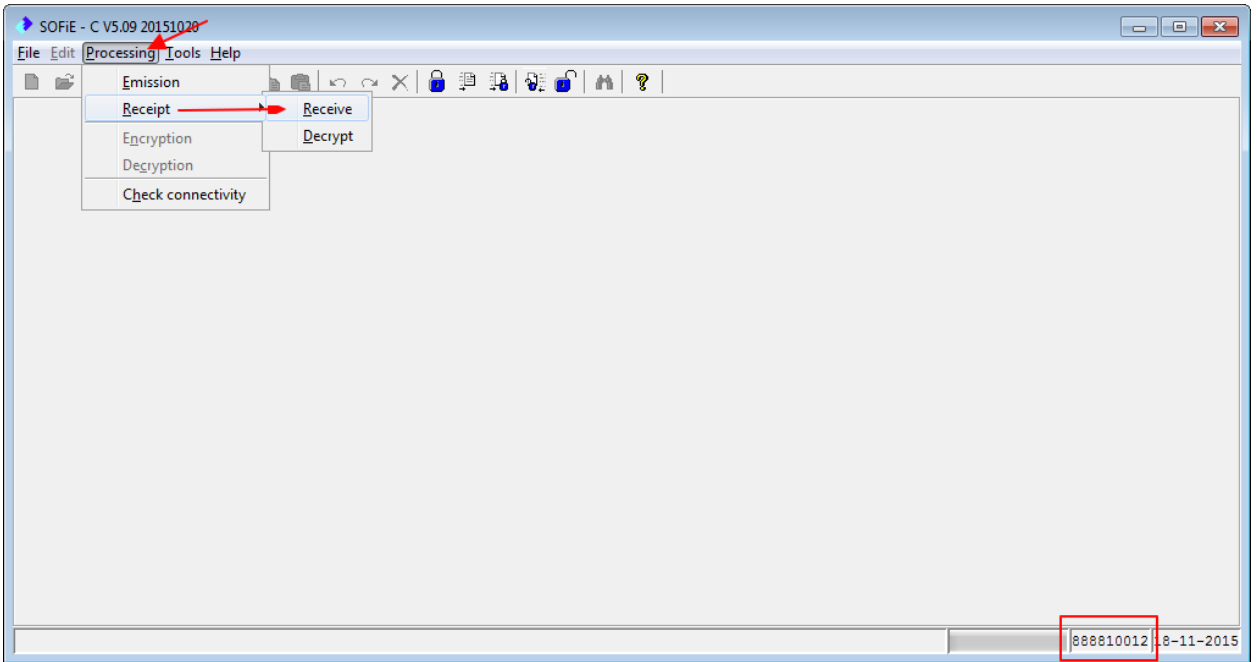 SOFiE - C V5.09 20151020
File Edit Processing Tools Help
Emission
Receipt
Receive
Encryption
Decrypt
Decryption
Check connectivity
888810012 18-11-2015